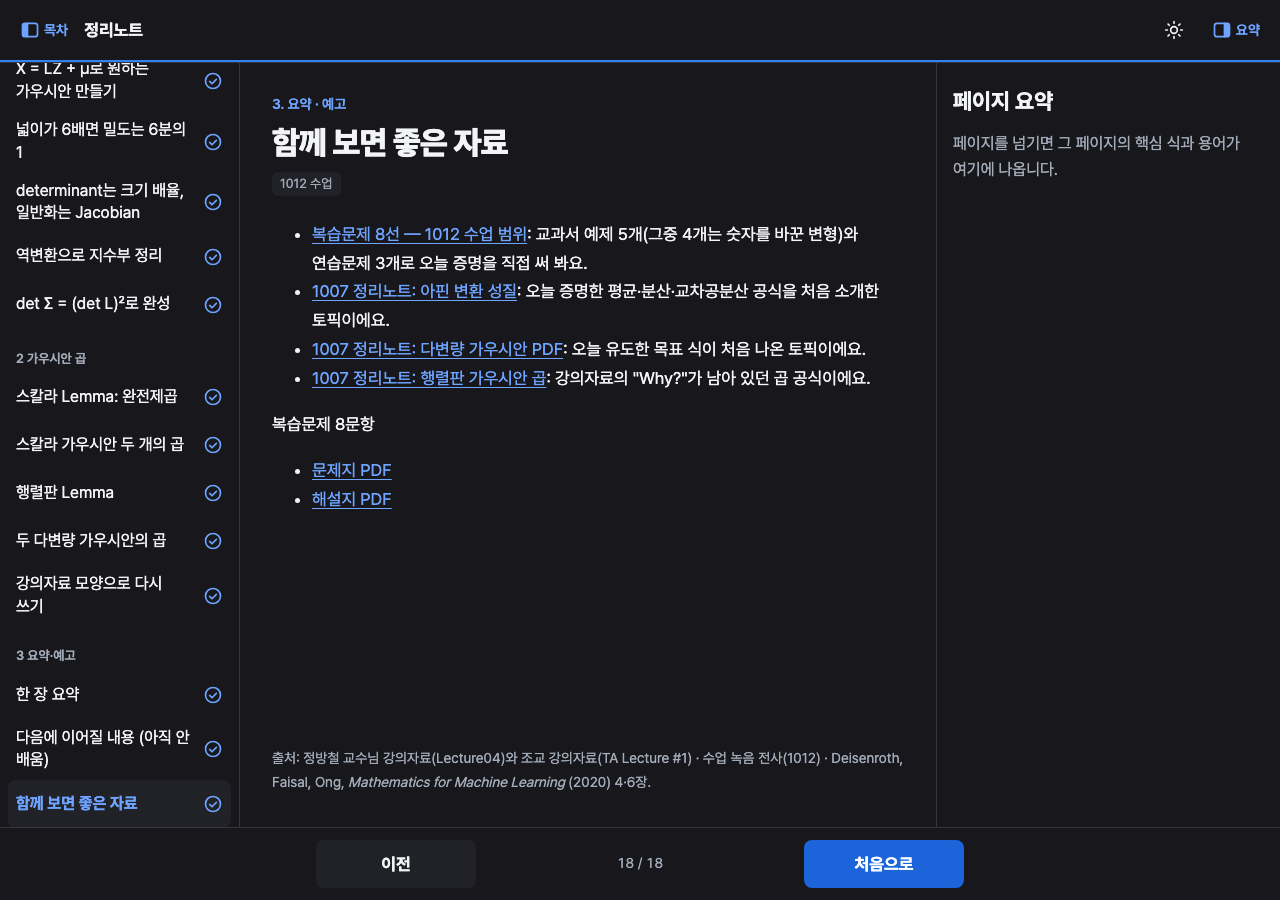 목차
정리노트
요약
X = LZ + μ로 원하는
가우시안 만들기
넓이가 6배면 밀도는 6분의
1
determinant는 크기 배율,
일반화는 Jacobian
역변환으로 지수부 정리
det Σ = (det L)²로 완성
2 가우시안 곱
스칼라 Lemma: 완전제곱
스칼라 가우시안 두 개의 곱
행렬판 Lemma
두 다변량 가우시안의 곱
강의자료 모양으로 다시
쓰기
3 요약·예고
한 장 요약
다음에 이어질 내용 (아직 안
배움)
함께 보면 좋은 자료
3. 요약 · 예고
함께 보면 좋은 자료
1012 수업
복습문제 8선 — 1012 수업 범위: 교과서 예제 5개(그중 4개는 숫자를 바꾼 변형)와
연습문제 3개로 오늘 증명을 직접 써 봐요.
1007 정리노트: 아핀 변환 성질: 오늘 증명한 평균·분산·교차공분산 공식을 처음 소개한
토픽이에요.
1007 정리노트: 다변량 가우시안 PDF: 오늘 유도한 목표 식이 처음 나온 토픽이에요.
1007 정리노트: 행렬판 가우시안 곱: 강의자료의 "Why?"가 남아 있던 곱 공식이에요.
복습문제 8문항
문제지 PDF
해설지 PDF
출처: 정방철 교수님 강의자료(Lecture04)와 조교 강의자료(TA Lecture #1) · 수업 녹음 전사(1012) · Deisenroth,
Faisal, Ong, Mathematics for Machine Learning (2020) 4·6장.
페이지 요약
페이지를 넘기면 그 페이지의 핵심 식과 용어가
여기에 나옵니다.
이전
18 / 18
처음으로